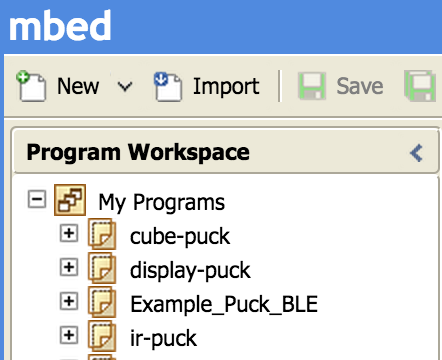 mbed
New Import Save
Program Workspace
My Programs
cube-puck
display-puck
Example_Puck_BLE
ir-puck